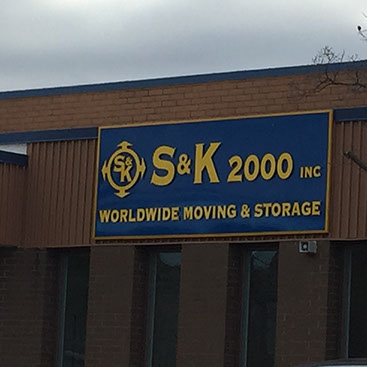 S&K
S&K 2000 INC
WORLDWIDE MOVING & STORAGE